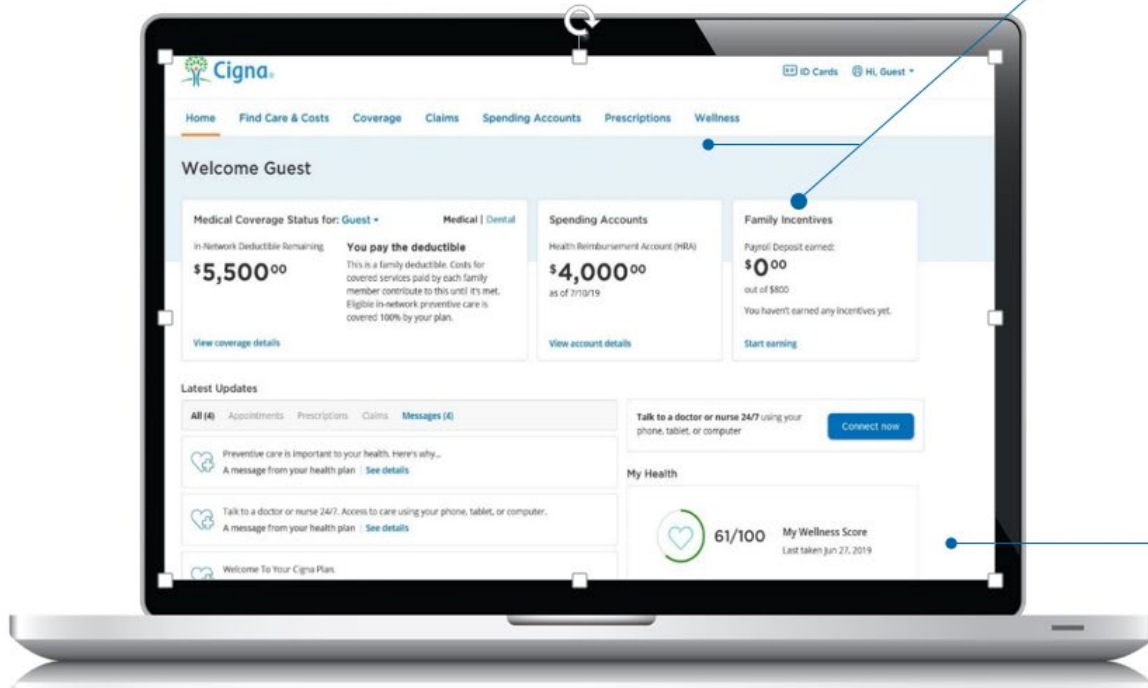 Cigna.
ID Cards Hi, Guest
Home Find Care & Costs Coverage Claims Spending Accounts Prescriptions Wellness
Welcome Guest
Medical Coverage Status for: Guest Medical | Dental
In-Network Deductible Remaining
$5,500⁰⁰
You pay the deductible
This is a family deductible. Costs for
covered services paid by each family
member contribute to this until it's met.
Eligible in-network preventive care is
covered 100% by your plan.
View coverage details
Spending Accounts
Health Reimbursement Account (HRA)
$4,000⁰⁰
as of 7/10/19
View account details
Family Incentives
Payroll Deposit earned:
$0⁰⁰
out of $800
You haven't earned any incentives yet.
Start earning
Latest Updates
All (4) Appointments Prescriptions Claims Messages (4)
Preventive care is important to your health. Here's why...
A message from your health plan | See details
Talk to a doctor or nurse 24/7. Access to care using your phone, tablet, or computer.
A message from your health plan | See details
Welcome To Your Cigna Plan.
Talk to a doctor or nurse 24/7 using your
phone, tablet, or computer
Connect now
My Health
61/100
My Wellness Score
Last taken Jun 27, 2019